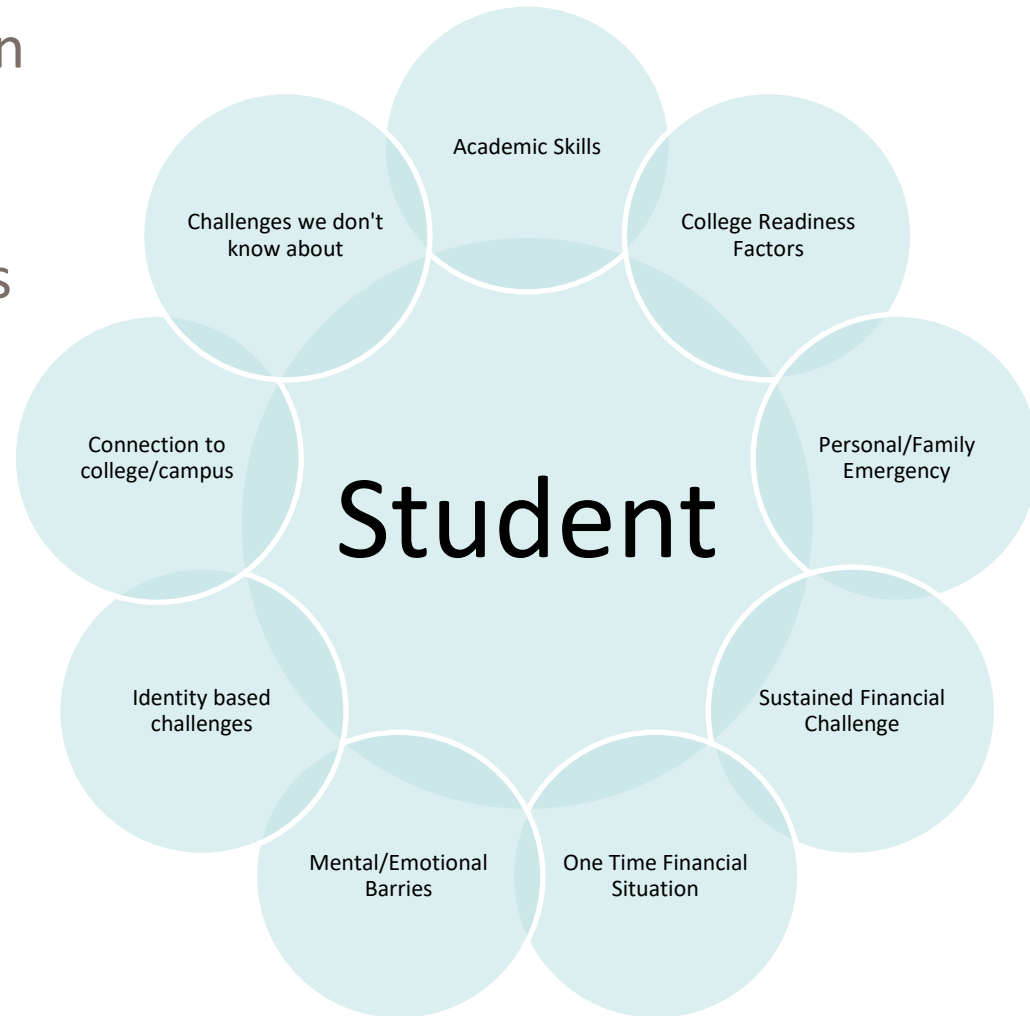 n
s
Academic Skills
College Readiness
Factors
Personal/Family
Emergency
Sustained Financial
Challenge
One Time Financial
Situation
Mental/Emotional
Barries
Identity based
challenges
Connection to
college/campus
Challenges we don't
know about
Student